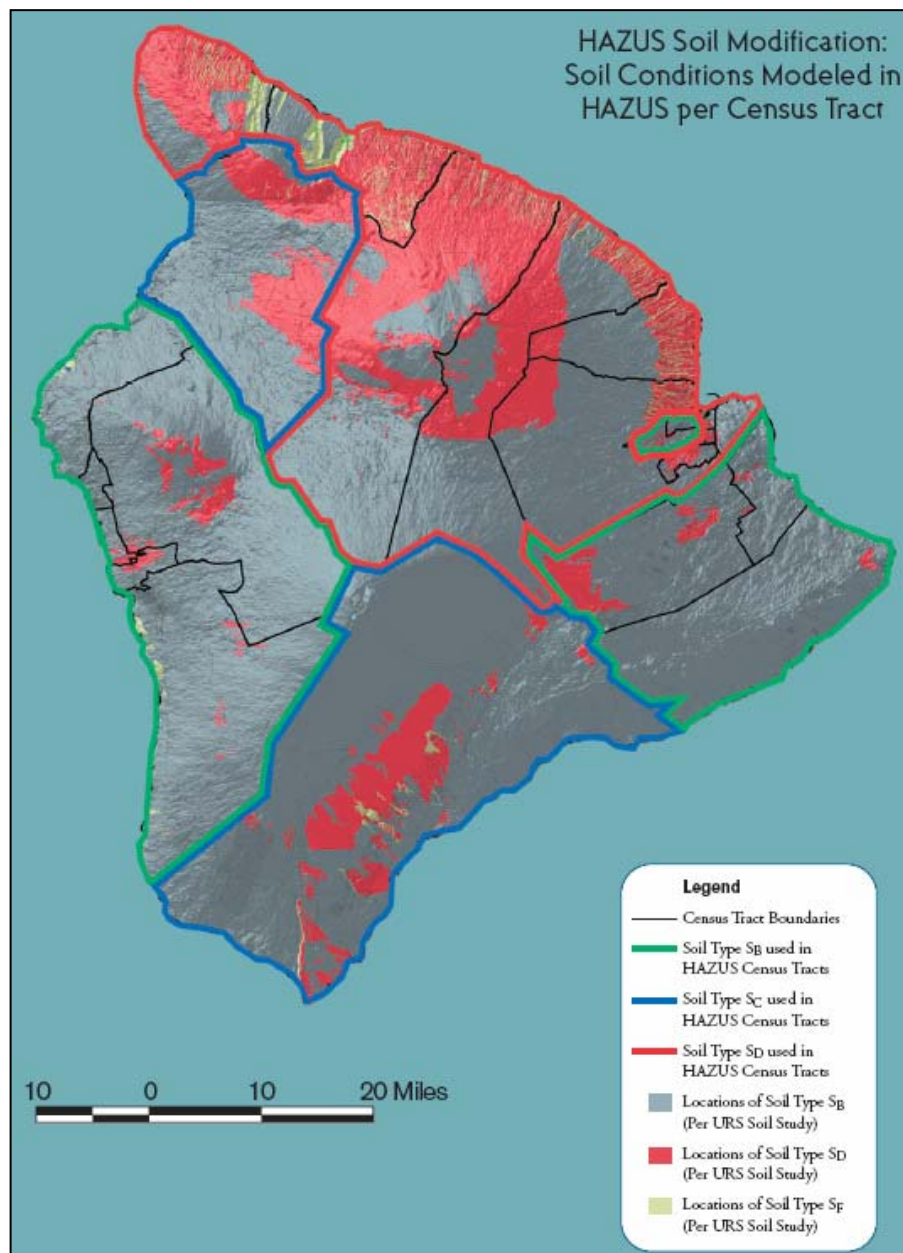 HAZUS Soil Modification:
Soil Conditions Modeled in
HAZUS per Census Tract
Legend
Census Tract Boundaries
Soil Type SB used in
HAZUS Census Tracts
Soil Type SC used in
HAZUS Census Tracts
Soil Type SD used in
HAZUS Census Tracts
Locations of Soil Type SB
(Per URS Soil Study)
Locations of Soil Type SD
(Per URS Soil Study)
Locations of Soil Type SF
(Per URS Soil Study)
10 0 10 20 Miles